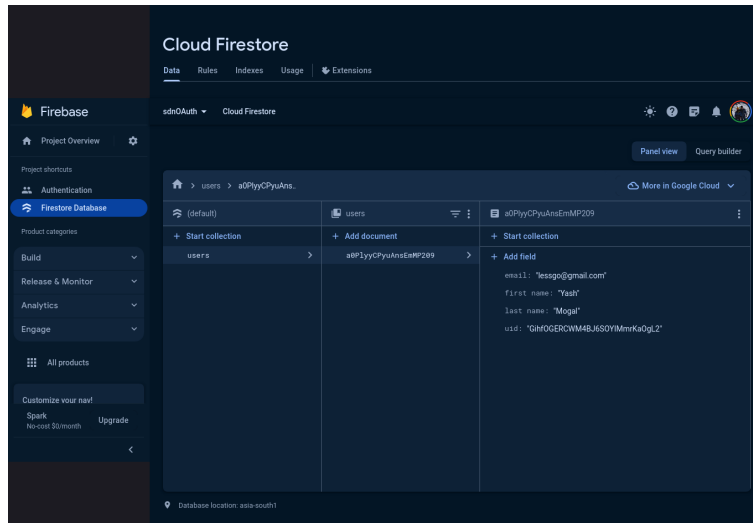 Cloud Firestore
Data Rules Indexes Usage Extensions
Firebase
sdnOAuth Cloud Firestore
Project Overview
Panel view Query builder
Project shortcuts
Authentication
Firestore Database
Product categories
Build
Release & Monitor
Analytics
Engage
All products
Customize your nav!
Spark
No-cost $0/month
Upgrade
users > a0PlyyCPyuAns..
More in Google Cloud
(default)
+ Start collection
users
users
+ Add document
a0PlyyCPyuAnsEmMP209
a0PlyyCPyuAnsEmMP209
+ Start collection
+ Add field
email: "lessgo@gmail.com"
first name: "Yash"
last name: "Mogal"
uid: "GihfOGERCWM4BJ6SOYIMmrKaOgL2"
Database location: asia-south1